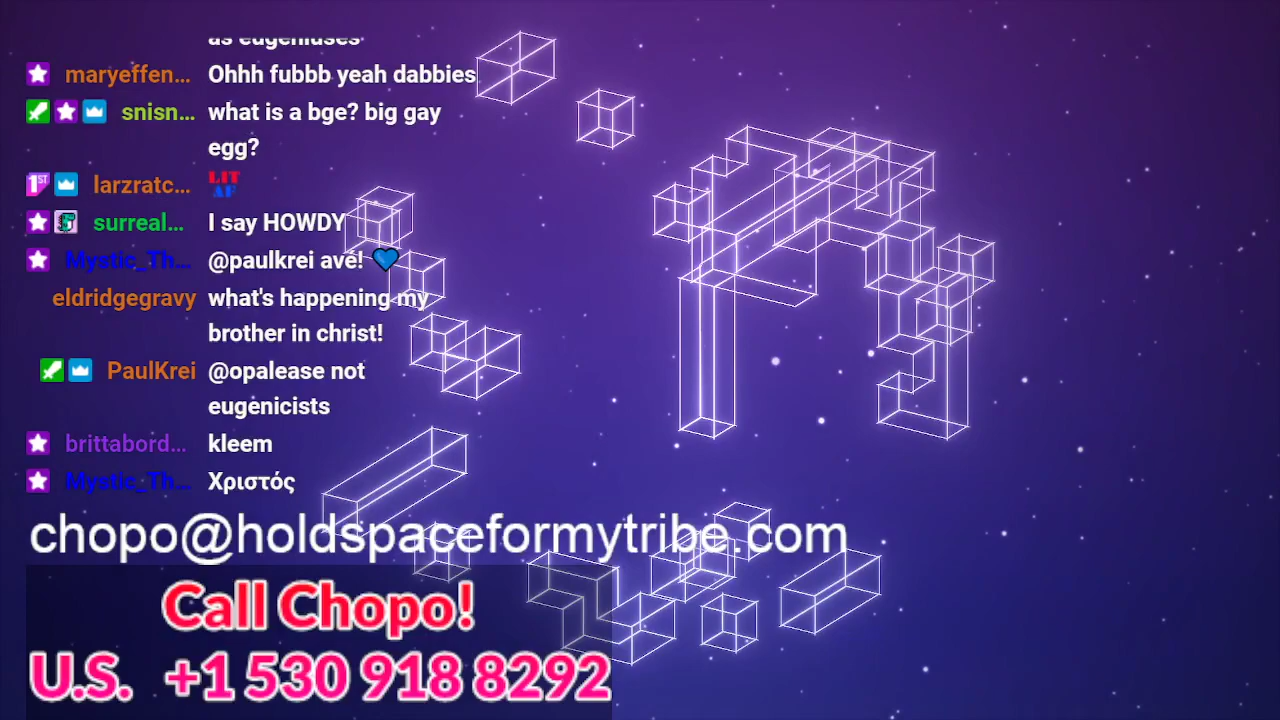 as eugeniuses
maryeffen... Ohhh fubbb yeah dabbies
snisn... what is a bge? big gay
egg?
1ST larzratc... LIT
AF
surreal... I say HOWDY
Mystic_Th... @paulkrei avé! 💙
eldridgegravy what's happening my
brother in christ!
PaulKrei @opalease not
eugenicists
brittabord... kleem
Mystic_Th... Χριστός
chopo@holdspaceformytribe.com
Call Chopo!
U.S. +1 530 918 8292